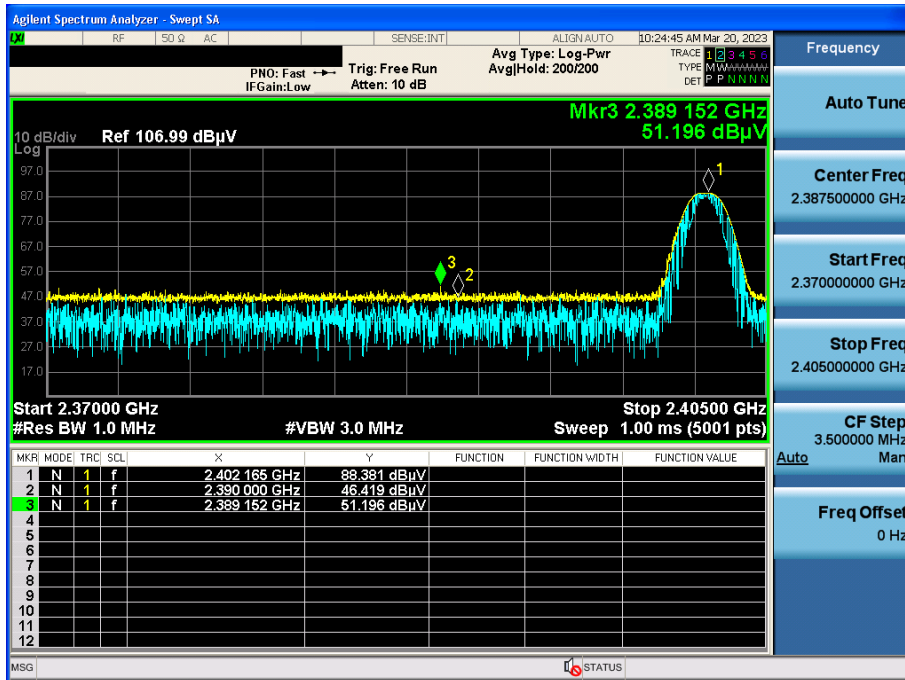 Agilent Spectrum Analyzer - Swept SA
LXI RF 50 Ω AC SENSE:INT ALIGN AUTO 10:24:45 AM Mar 20, 2023
PNO: Fast
IFGain:Low
Trig: Free Run
Atten: 10 dB
Avg Type: Log-Pwr
Avg|Hold: 200/200
TRACE 1 2 3 4 5 6
TYPE M W W W W W
DET P P N N N N
Mkr3 2.389 152 GHz
51.196 dBµV
10 dB/div Ref 106.99 dBµV
Log
97.0
87.0
77.0
67.0
57.0
47.0
37.0
27.0
17.0
1
3
2
Start 2.37000 GHz Stop 2.40500 GHz
#Res BW 1.0 MHz #VBW 3.0 MHz Sweep 1.00 ms (5001 pts)
MKR MODE TRC SCL X Y FUNCTION FUNCTION WIDTH FUNCTION VALUE
1 N 1 f 2.402 165 GHz 88.381 dBµV
2 N 1 f 2.390 000 GHz 46.419 dBµV
3 N 1 f 2.389 152 GHz 51.196 dBµV
4
5
6
7
8
9
10
11
12
MSG STATUS
Frequency
Auto Tune
Center Freq
2.387500000 GHz
Start Freq
2.370000000 GHz
Stop Freq
2.405000000 GHz
CF Step
3.500000 MHz
Auto Man
Freq Offset
0 Hz